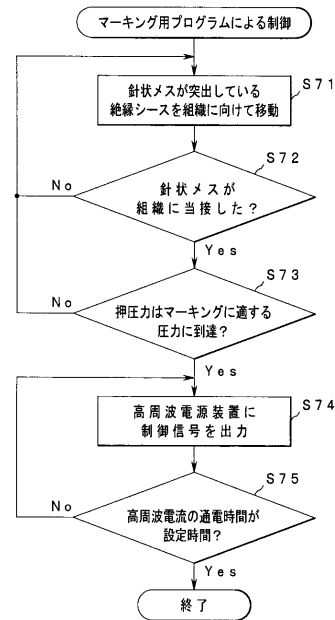 マーキング用プログラムによる制御
S71
針状メスが突出している
絶縁シースを組織に向けて移動
S72
No
針状メスが
組織に当接した?
Yes
S73
No
押圧力はマーキングに適する
圧力に到達?
Yes
S74
高周波電源装置に
制御信号を出力
S75
No
高周波電流の通電時間が
設定時間?
Yes
終了